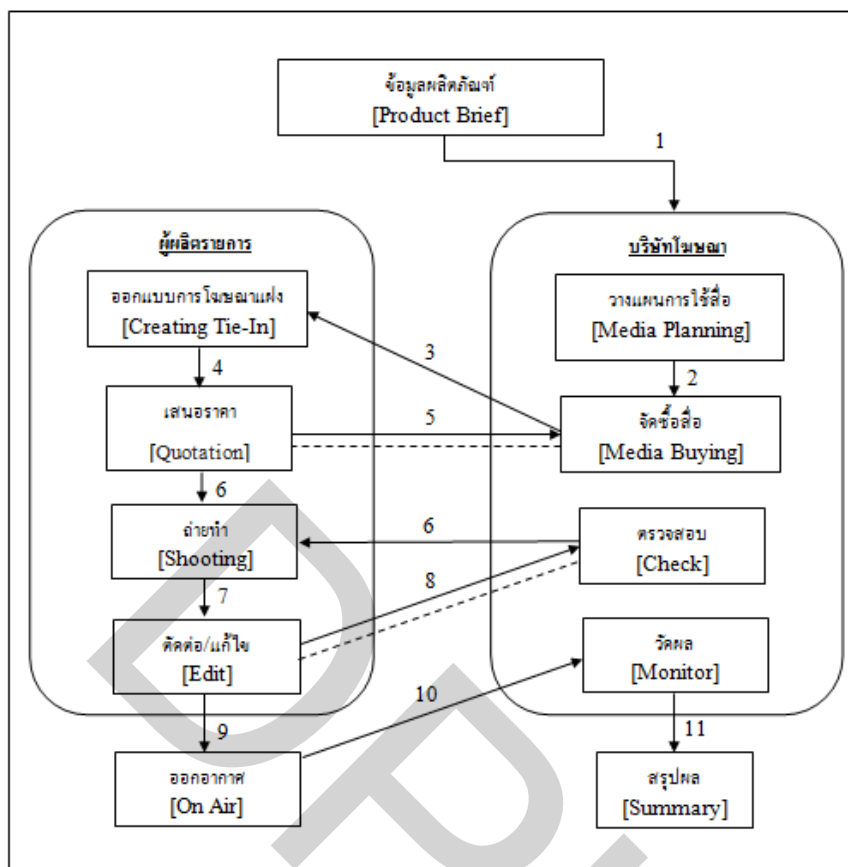 ข้อมูลผลิตภัณฑ์
[Product Brief]
1
ผู้ผลิตรายการ
บริษัทโฆษณา
ออกแบบการโฆษณาแฝง
[Creating Tie-In]
วางแผนการใช้สื่อ
[Media Planning]
3
4
2
เสนอราคา
[Quotation]
5
จัดซื้อสื่อ
[Media Buying]
6
ถ่ายทำ
[Shooting]
6
ตรวจสอบ
[Check]
7
8
ตัดต่อ/แก้ไข
[Edit]
วัดผล
[Monitor]
10
9
11
ออกอากาศ
[On Air]
สรุปผล
[Summary]